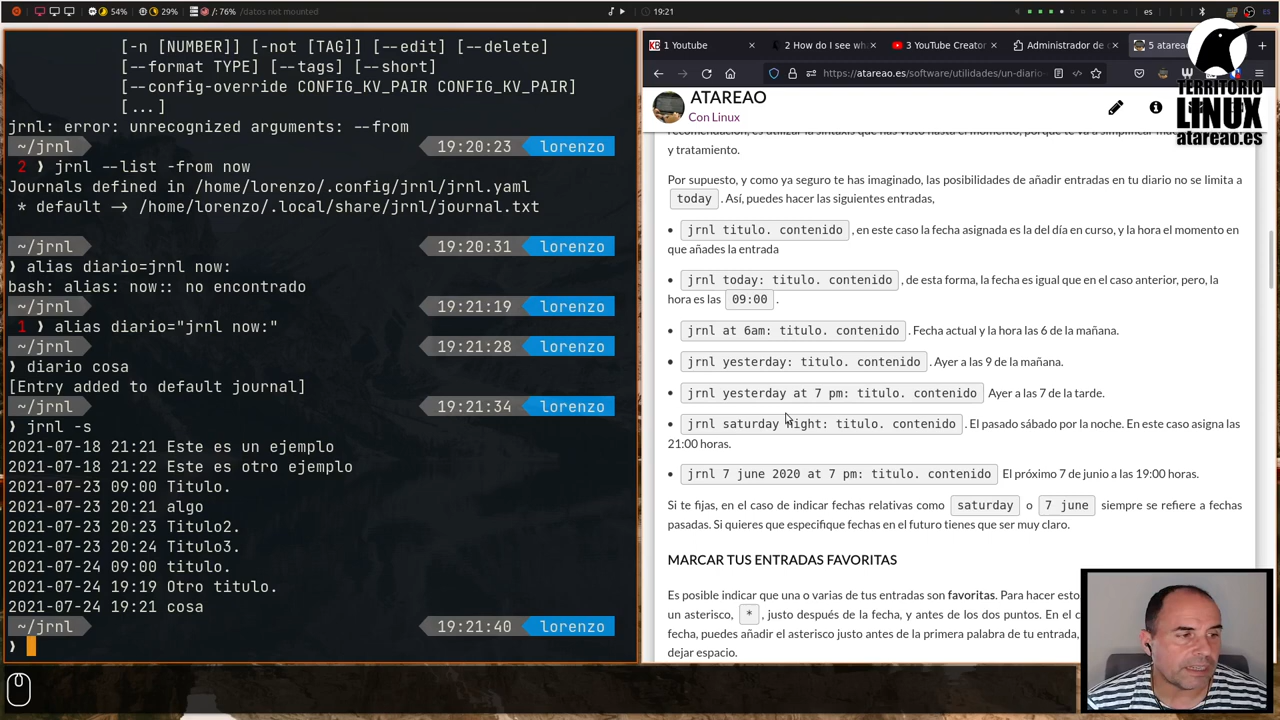 54%
29%
/: 76%
/datos not mounted
19:21
es
ES
[-n [NUMBER]] [-not [TAG]] [--edit] [--delete]
[--format TYPE] [--tags] [--short]
[--config-override CONFIG_KV_PAIR CONFIG_KV_PAIR]
[...]
jrnl: error: unrecognized arguments: --from
~/jrnl 19:20:23 lorenzo
2 ❯ jrnl --list -from now
Journals defined in /home/lorenzo/.config/jrnl/jrnl.yaml
* default -> /home/lorenzo/.local/share/jrnl/journal.txt
~/jrnl 19:20:31 lorenzo
❯ alias diario=jrnl now:
bash: alias: now:: no encontrado
~/jrnl 19:21:19 lorenzo
1 ❯ alias diario="jrnl now:"
~/jrnl 19:21:28 lorenzo
❯ diario cosa
[Entry added to default journal]
~/jrnl 19:21:34 lorenzo
❯ jrnl -s
2021-07-18 21:21 Este es un ejemplo
2021-07-18 21:22 Este es otro ejemplo
2021-07-23 09:00 Titulo.
2021-07-23 20:21 algo
2021-07-23 20:23 Titulo2.
2021-07-23 20:24 Titulo3.
2021-07-24 09:00 titulo.
2021-07-24 19:19 Otro titulo.
2021-07-24 19:21 cosa
~/jrnl 19:21:40 lorenzo
❯
1 Youtube
2 How do I see wh
3 YouTube Creator
Administrador de
5 atarea
https://atareao.es/software/utilidades/un-diario-
TERRITORIO
LINUX
atareao.es
ATAREAO
Con Linux
y tratamiento.
Por supuesto, y como ya seguro te has imaginado, las posibilidades de añadir entradas en tu diario no se limita a
today . Así, puedes hacer las siguientes entradas,
• jrnl titulo. contenido , en este caso la fecha asignada es la del día en curso, y la hora el momento en
que añades la entrada
• jrnl today: titulo. contenido , de esta forma, la fecha es igual que en el caso anterior, pero, la
hora es las 09:00 .
• jrnl at 6am: titulo. contenido . Fecha actual y la hora las 6 de la mañana.
• jrnl yesterday: titulo. contenido . Ayer a las 9 de la mañana.
• jrnl yesterday at 7 pm: titulo. contenido Ayer a las 7 de la tarde.
• jrnl saturday night: titulo. contenido . El pasado sábado por la noche. En este caso asigna las
21:00 horas.
• jrnl 7 june 2020 at 7 pm: titulo. contenido El próximo 7 de junio a las 19:00 horas.
Si te fijas, en el caso de indicar fechas relativas como saturday o 7 june siempre se refiere a fechas
pasadas. Si quieres que especifique fechas en el futuro tienes que ser muy claro.
MARCAR TUS ENTRADAS FAVORITAS
Es posible indicar que una o varias de tus entradas son favoritas. Para hacer esto
un asterisco, * , justo después de la fecha, y antes de los dos puntos. En el c
fecha, puedes añadir el asterisco justo antes de la primera palabra de tu entrada,
dejar espacio.